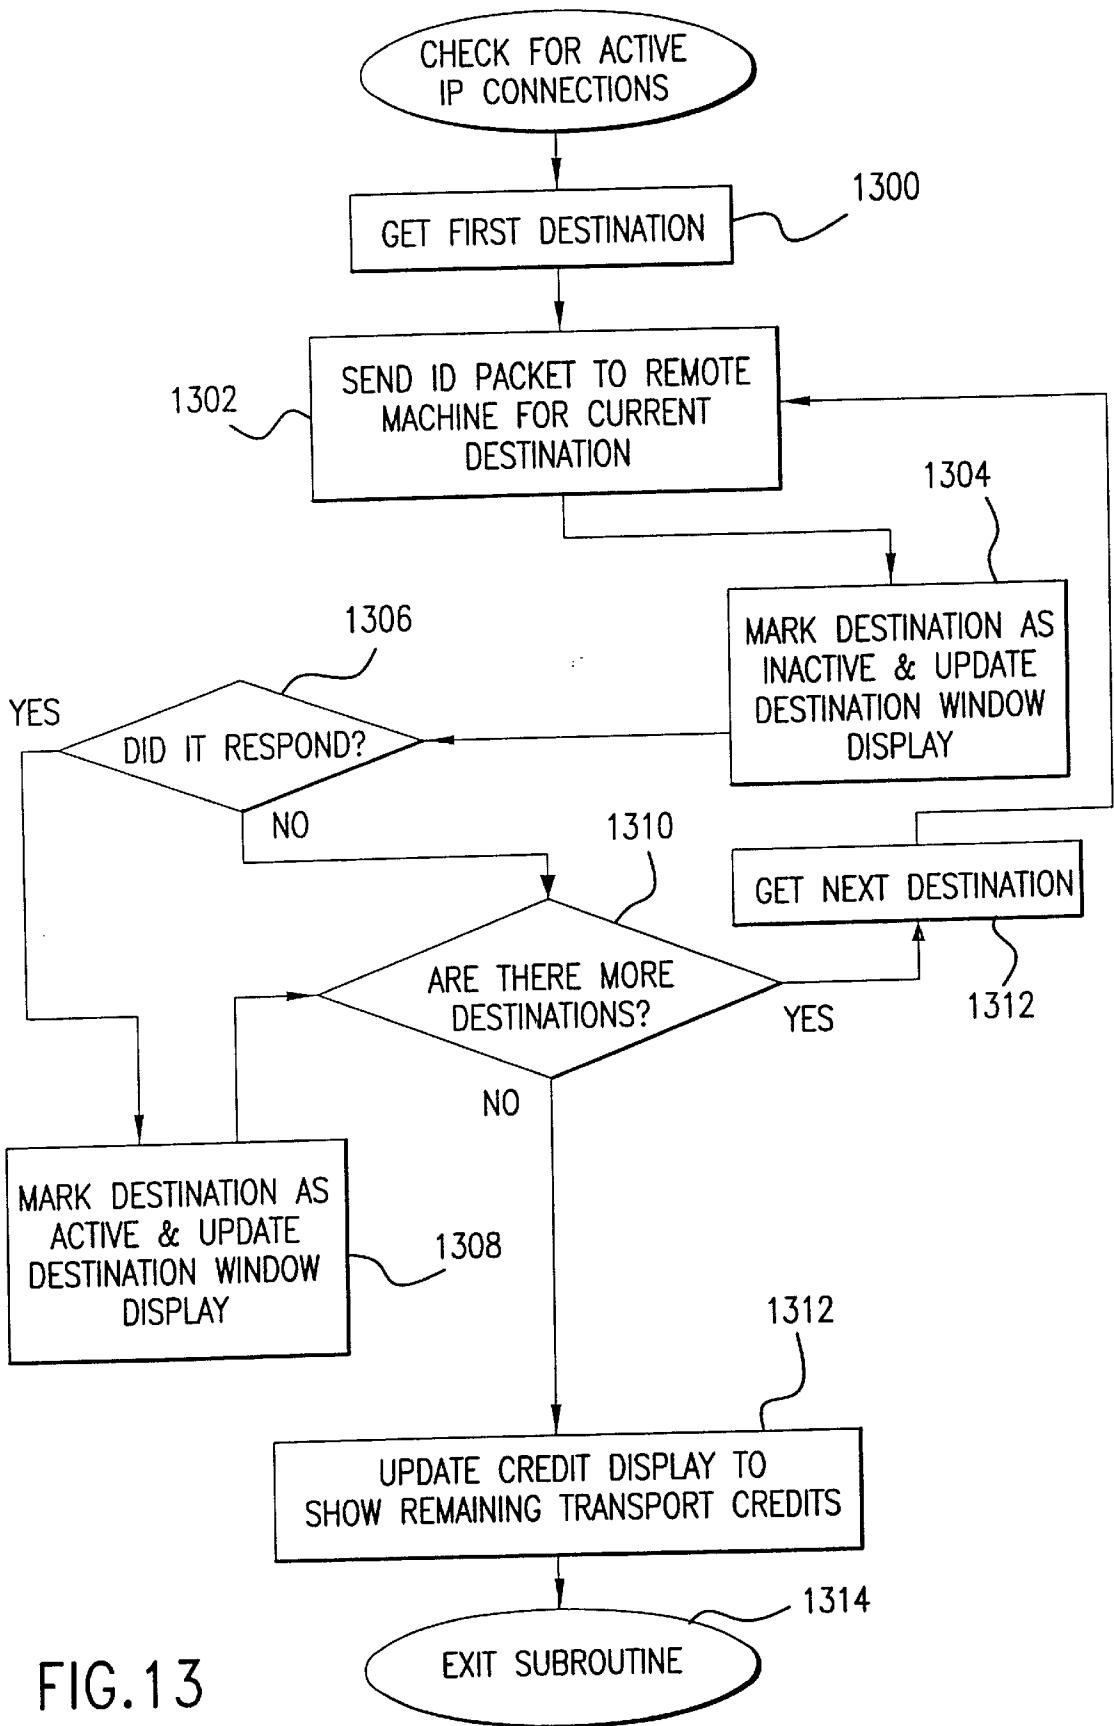 CHECK FOR ACTIVE
IP CONNECTIONS
1300
GET FIRST DESTINATION
1302
SEND ID PACKET TO REMOTE
MACHINE FOR CURRENT
DESTINATION
1304
MARK DESTINATION AS
INACTIVE & UPDATE
DESTINATION WINDOW
DISPLAY
1306
YES
DID IT RESPOND?
NO
1310
GET NEXT DESTINATION
1312
ARE THERE MORE
DESTINATIONS?
YES
NO
MARK DESTINATION AS
ACTIVE & UPDATE
DESTINATION WINDOW
DISPLAY
1308
1312
UPDATE CREDIT DISPLAY TO
SHOW REMAINING TRANSPORT CREDITS
1314
EXIT SUBROUTINE
FIG.13